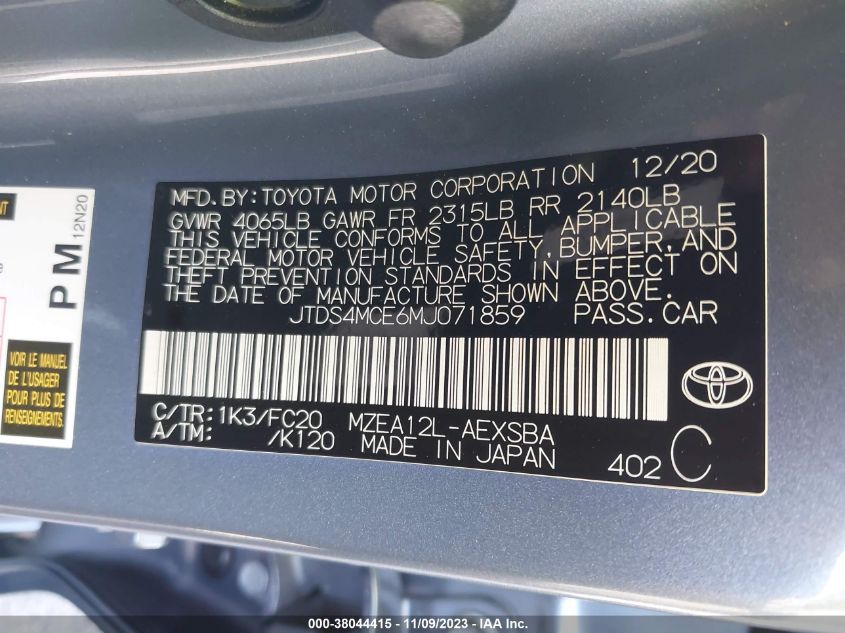 MFD.BY:TOYOTA MOTOR CORPORATION 12/20
GVWR 4065LB GAWR FR 2315LB RR 2140LB
THIS VEHICLE CONFORMS TO ALL APPLICABLE
FEDERAL MOTOR VEHICLE SAFETY, BUMPER, AND
THEFT PREVENTION STANDARDS IN EFFECT ON
THE DATE OF MANUFACTURE SHOWN ABOVE.
JTDS4MCE6MJ071859 PASS.CAR
C/TR:1K3/FC20 MZEA12L-AEXSBA
A/TM: /K120 MADE IN JAPAN
402 C
PM
12N20
VOIR LE MANUEL
DE L'USAGER
POUR PLUS DE
RENSEIGNEMENTS
000-38044415 - 11/09/2023 - © IAA Inc.